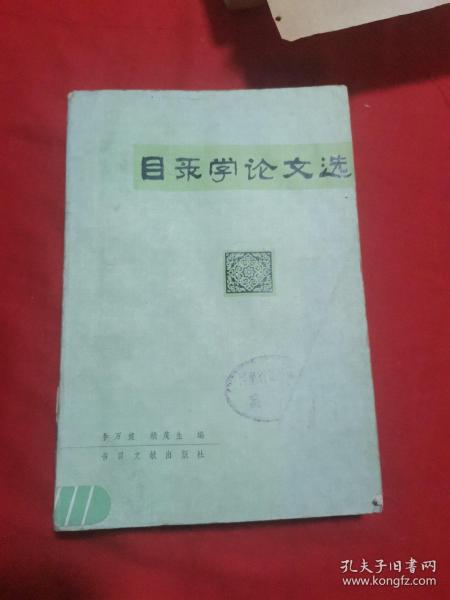 目录学论文选
李万健 赖茂生 编
书目文献出版社
孔夫子旧书网
www.kongfz.com